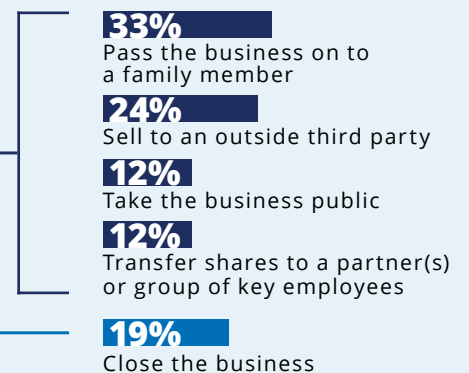 33%
Pass the business on to
a family member
24%
Sell to an outside third party
12%
Take the business public
12%
Transfer shares to a partner(s)
or group of key employees
19%
Close the business